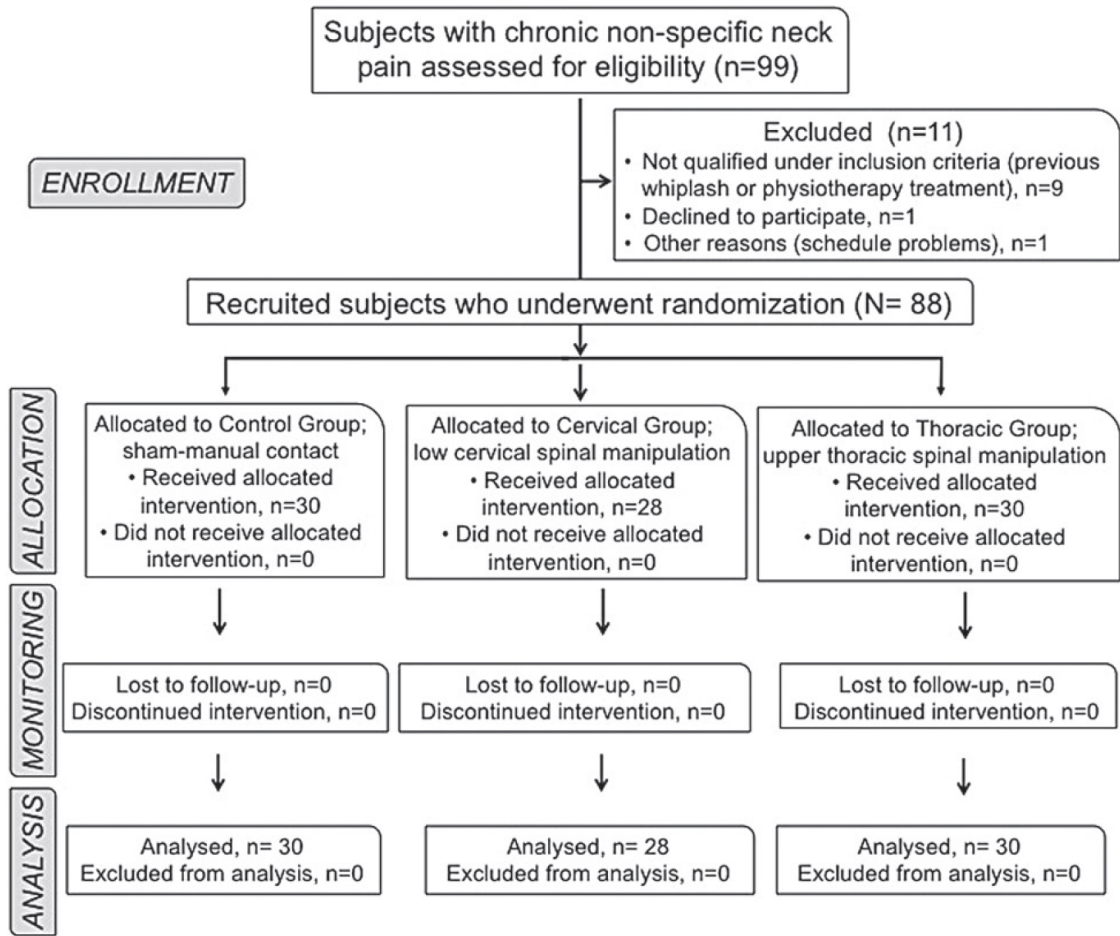 Subjects with chronic non-specific neck
pain assessed for eligibility (n=99)
Excluded (n=11)
• Not qualified under inclusion criteria (previous
whiplash or physiotherapy treatment), n=9
• Declined to participate, n=1
• Other reasons (schedule problems), n=1
ENROLLMENT
Recruited subjects who underwent randomization (N= 88)
ALLOCATION
Allocated to Control Group;
sham-manual contact
• Received allocated
intervention, n=30
• Did not receive allocated
intervention, n=0
Allocated to Cervical Group;
low cervical spinal manipulation
• Received allocated
intervention, n=28
• Did not receive allocated
intervention, n=0
Allocated to Thoracic Group;
upper thoracic spinal manipulation
• Received allocated
intervention, n=30
• Did not receive allocated
intervention, n=0
MONITORING
Lost to follow-up, n=0
Discontinued intervention, n=0
Lost to follow-up, n=0
Discontinued intervention, n=0
Lost to follow-up, n=0
Discontinued intervention, n=0
ANALYSIS
Analysed, n= 30
Excluded from analysis, n=0
Analysed, n= 28
Excluded from analysis, n=0
Analysed, n= 30
Excluded from analysis, n=0